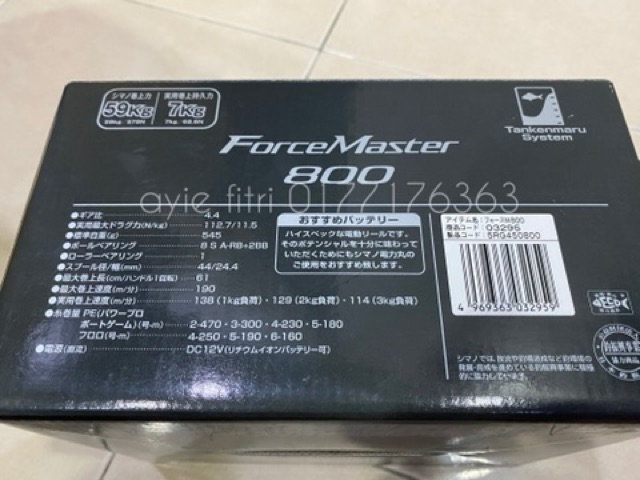 シマノ巻上力
59Kg
実用巻上持久力
7Kg
Tankenmaru
System
ForceMaster
800
ayie fitri 0177176363
●ギア比 4.4
●実用最大ドラグ力(N/kg) 112.7/11.5
●標準自重(g) 545
●ボールベアリング 8 S A-RB+2BB
●ローラーベアリング 1
●スプール径/幅(mm) 44/24.4
●最大巻上長(cm/ハンドル1回転) 61
●最大巻上速度(m/分) 190
●実用巻上速度(m/分) 138 (1kg負荷)・129 (2kg負荷)・114 (3kg負荷)
●糸巻量 PE(パワープロ
ボートゲーム)(号-m) 2-470・3-300・4-230・5-180
フロロ(号-m) 4-250・5-190・6-160
●電源(直流) DC12V(リチウムイオンバッテリー可)
おすすめバッテリー
ハイスペックな電動リールです。
そのポテンシャルを十分に味わって
いただくためにもシマノ電力丸の
ご使用をおすすめ致します。
アイテム名:フォースM800
商品コード:03295
製品コード:5RG450800
4 969363 032959